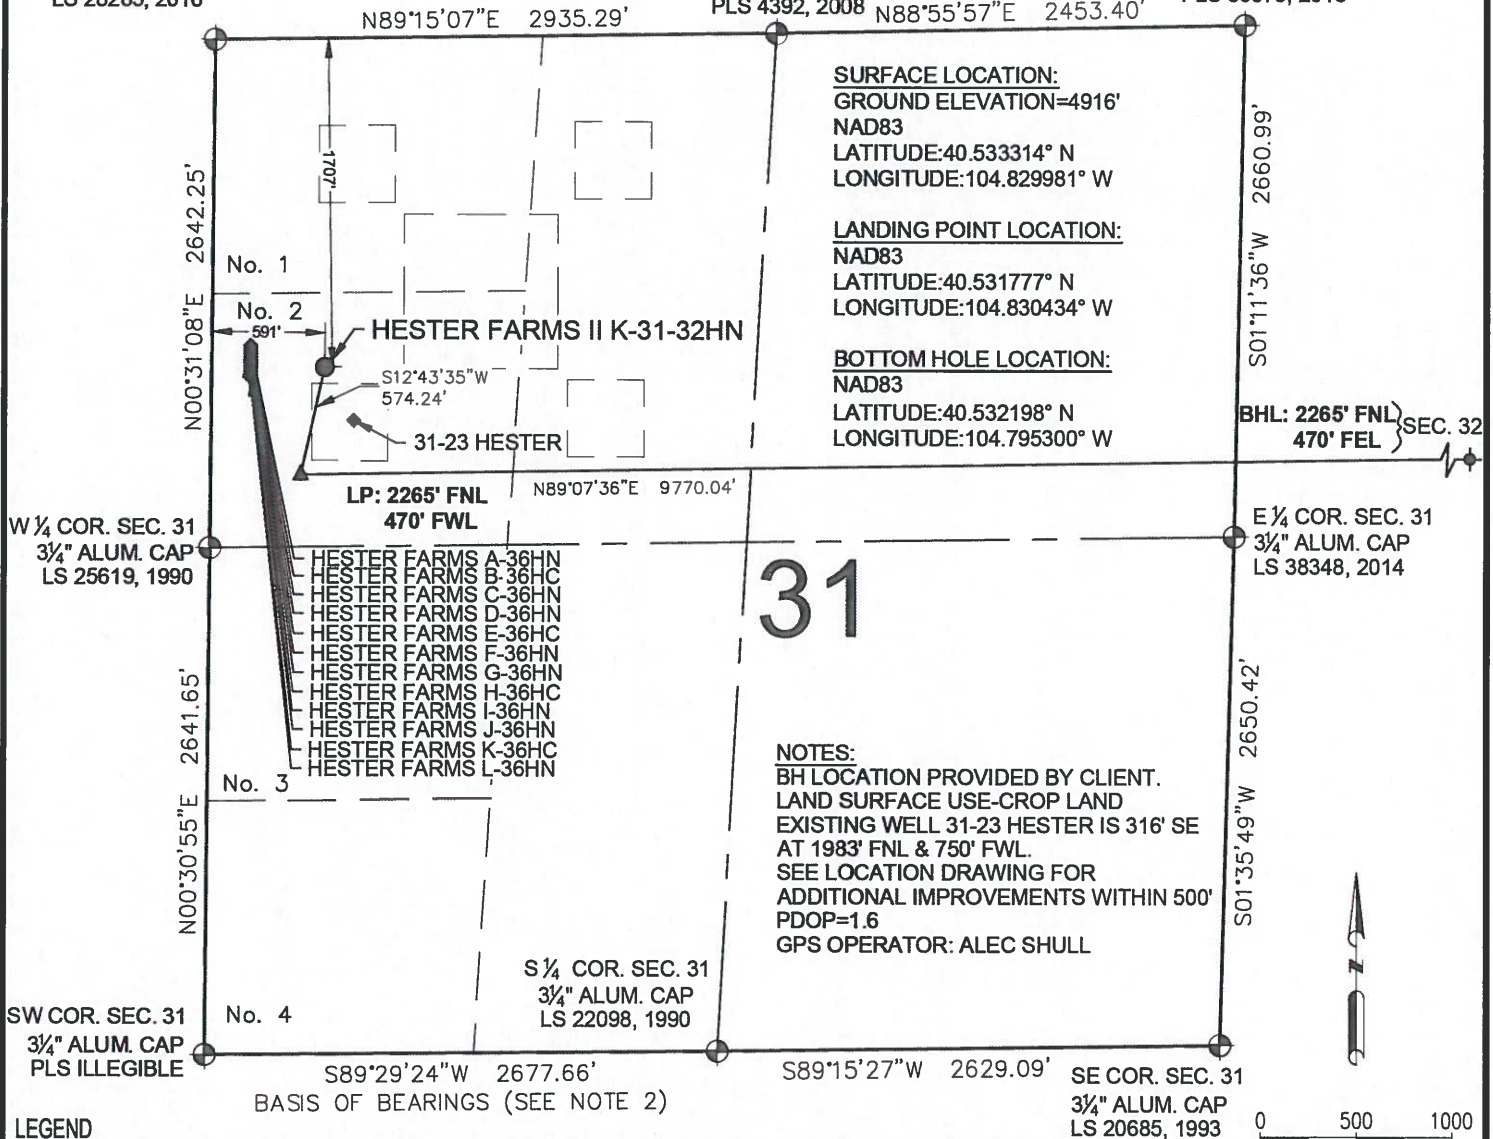 N89°15'07"E 2935.29'
PLS 4392, 2008
N88°55'57"E 2453.40'
SURFACE LOCATION:
GROUND ELEVATION=4916'
NAD83
LATITUDE:40.533314° N
LONGITUDE:104.829981° W
LANDING POINT LOCATION:
NAD83
LATITUDE:40.531777° N
LONGITUDE:104.830434° W
BOTTOM HOLE LOCATION:
NAD83
LATITUDE:40.532198° N
LONGITUDE:104.795300° W
1707'
N00°31'08"E 2642.25'
S01°11'36"W 2660.99'
No. 1
No. 2
591'
HESTER FARMS II K-31-32HN
S12°43'35"W
574.24'
31-23 HESTER
BHL: 2265' FNL
470' FEL
SEC. 32
LP: 2265' FNL
470' FWL
N89°07'36"E 9770.04'
W ¼ COR. SEC. 31
3¼" ALUM. CAP
LS 25619, 1990
E ¼ COR. SEC. 31
3¼" ALUM. CAP
LS 38348, 2014
31
HESTER FARMS A-36HN
HESTER FARMS B-36HC
HESTER FARMS C-36HN
HESTER FARMS D-36HN
HESTER FARMS E-36HC
HESTER FARMS F-36HN
HESTER FARMS G-36HN
HESTER FARMS H-36HC
HESTER FARMS I-36HN
HESTER FARMS J-36HN
HESTER FARMS K-36HC
HESTER FARMS L-36HN
N00°30'55"E 2641.65'
S01°35'49"W 2650.42'
No. 3
NOTES:
BH LOCATION PROVIDED BY CLIENT.
LAND SURFACE USE-CROP LAND
EXISTING WELL 31-23 HESTER IS 316' SE
AT 1983' FNL & 750' FWL.
SEE LOCATION DRAWING FOR
ADDITIONAL IMPROVEMENTS WITHIN 500'
PDOP=1.6
GPS OPERATOR: ALEC SHULL
S ¼ COR. SEC. 31
3¼" ALUM. CAP
LS 22098, 1990
N
SW COR. SEC. 31
3¼" ALUM. CAP
PLS ILLEGIBLE
No. 4
S89°29'24"W 2677.66'
BASIS OF BEARINGS (SEE NOTE 2)
S89°15'27"W 2629.09'
SE COR. SEC. 31
3¼" ALUM. CAP
LS 20685, 1993
LEGEND
0 500 1000